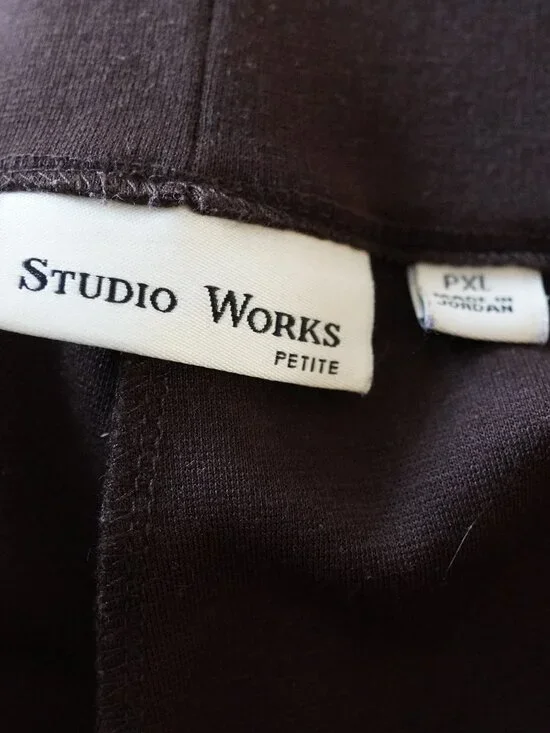 STUDIO WORKS
PETITE
PXL
MADE IN
JORDAN